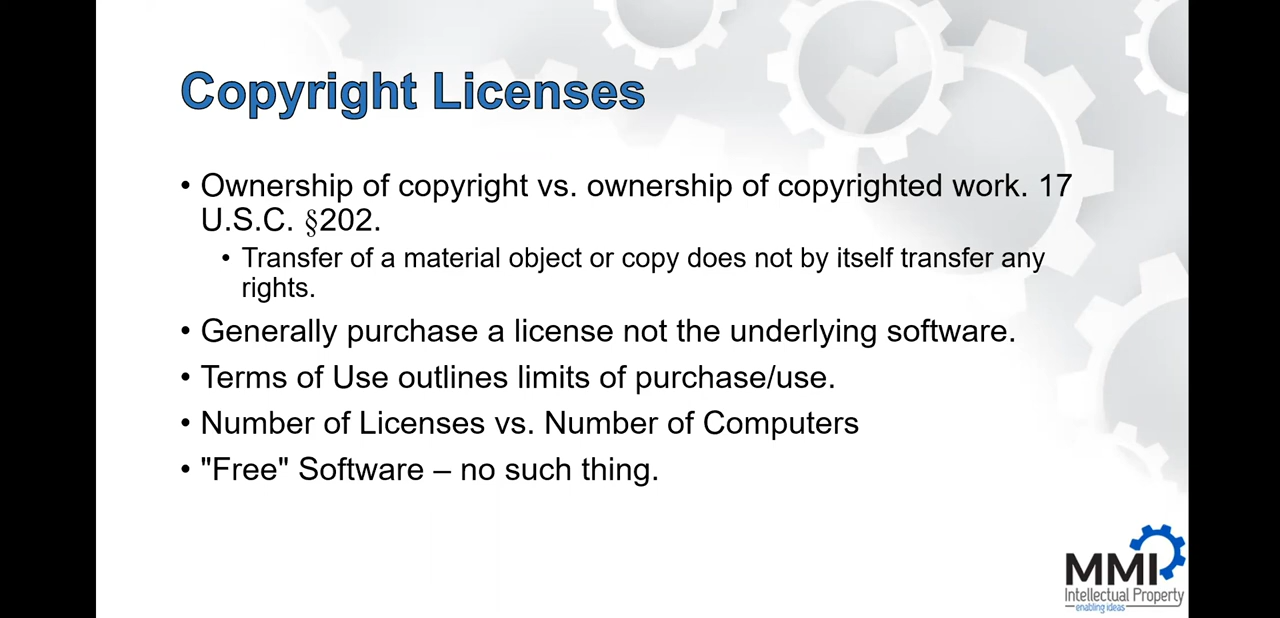 Copyright Licenses
• Ownership of copyright vs. ownership of copyrighted work. 17
U.S.C. §202.
• Transfer of a material object or copy does not by itself transfer any
rights.
• Generally purchase a license not the underlying software.
• Terms of Use outlines limits of purchase/use.
• Number of Licenses vs. Number of Computers
• "Free" Software – no such thing.
MMI
Intellectual Property
enabling ideas